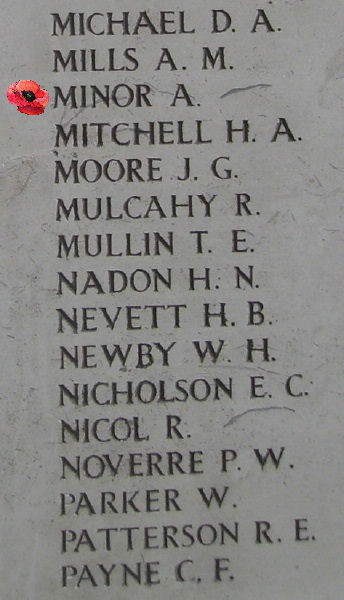 MICHAEL D. A.
MILLS A. M.
MINOR A.
MITCHELL H. A.
MOORE J. G.
MULCAHY R.
MULLIN T. E.
NADON H. N.
NEVETT H. B.
NEWBY W. H.
NICHOLSON E. C.
NICOL R.
NOVERRE P. W.
PARKER W.
PATTERSON R. E.
PAYNE C. F.